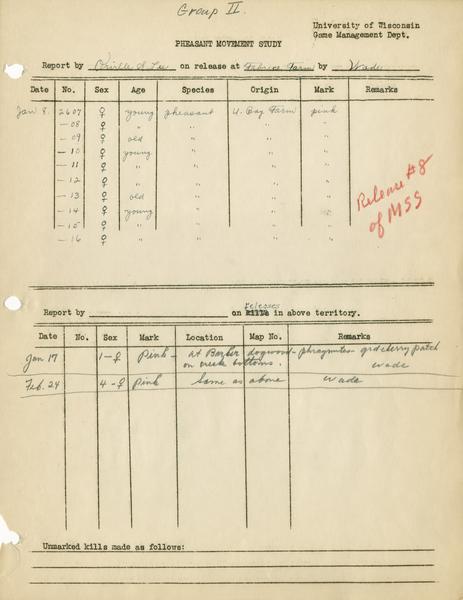 Group II.
University of Wisconsin
Game Management Dept.
PHEASANT MOVEMENT STUDY
Report by Orville S. Lee on release at Farm by Wade
Date No. Sex Age Species Origin Mark Remarks
Jan 8. 2607 ♀ young pheasant U. Bay Farm pink
-08 ♀ " " " "
-09 ♀ old " " "
-10 ♀ young " " "
-11 ♀ " " " "
-12 ♀ " " " "
-13 ♀ old " " "
-14 ♀ young " " "
-15 ♀ " " " "
-16 ♀ " " " "
Release #8
of MSS
Report by on kills releases in above territory.
Date No. Sex Mark Location Map No. Remarks
Jan 17 1-♀ Pink - at dogwood - phragmites - patch
on creek bottoms. Wade
Feb. 24 4-♀ Pink Same as above Wade
Unmarked kills made as follows: